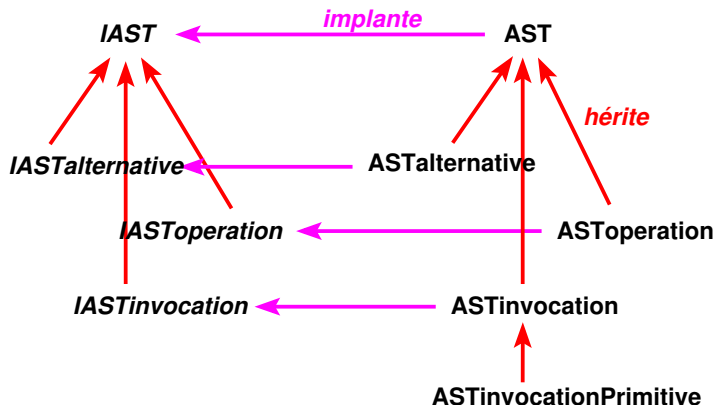 implante
IAST
AST
hérite
IASTalternative
ASTalternative
IASToperation
ASToperation
IASTinvocation
ASTinvocation
ASTinvocationPrimitive